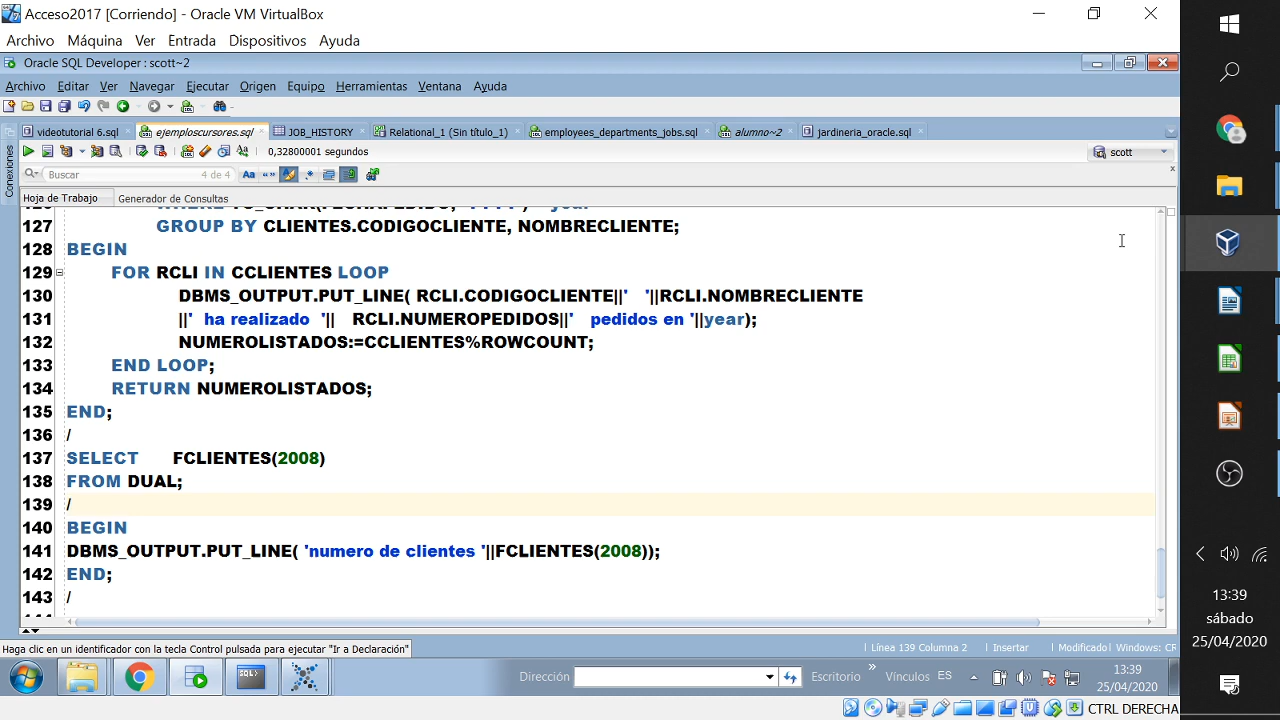 Acceso2017 [Corriendo] - Oracle VM VirtualBox
Archivo Máquina Ver Entrada Dispositivos Ayuda
Oracle SQL Developer : scott~2
Archivo Editar Ver Navegar Ejecutar Origen Equipo Herramientas Ventana Ayuda
videotutorial 6.sql ejemploscursores.sql JOB_HISTORY Relational_1 (Sin título_1) employees_departments_jobs.sql alumno~2 jardineria_oracle.sql
0,32800001 segundos
scott
Conexiones
Buscar 4 de 4 Aa
Hoja de Trabajo Generador de Consultas
127 GROUP BY CLIENTES.CODIGOCLIENTE, NOMBRECLIENTE;
128 BEGIN
129 FOR RCLI IN CCLIENTES LOOP
130 DBMS_OUTPUT.PUT_LINE( RCLI.CODIGOCLIENTE||'   '||RCLI.NOMBRECLIENTE
131 ||'  ha realizado  '||   RCLI.NUMEROPEDIDOS||'   pedidos en '||year);
132 NUMEROLISTADOS:=CCLIENTES%ROWCOUNT;
133 END LOOP;
134 RETURN NUMEROLISTADOS;
135 END;
136 /
137 SELECT    FCLIENTES(2008)
138 FROM DUAL;
139 /
140 BEGIN
141 DBMS_OUTPUT.PUT_LINE( 'numero de clientes '||FCLIENTES(2008));
142 END;
143 /
Haga clic en un identificador con la tecla Control pulsada para ejecutar "Ir a Declaración"
Línea 139 Columna 2 Insertar Modificado Windows: CR
Dirección Escritorio » Vínculos ES
13:39
25/04/2020
CTRL DERECHA
13:39
sábado
25/04/2020